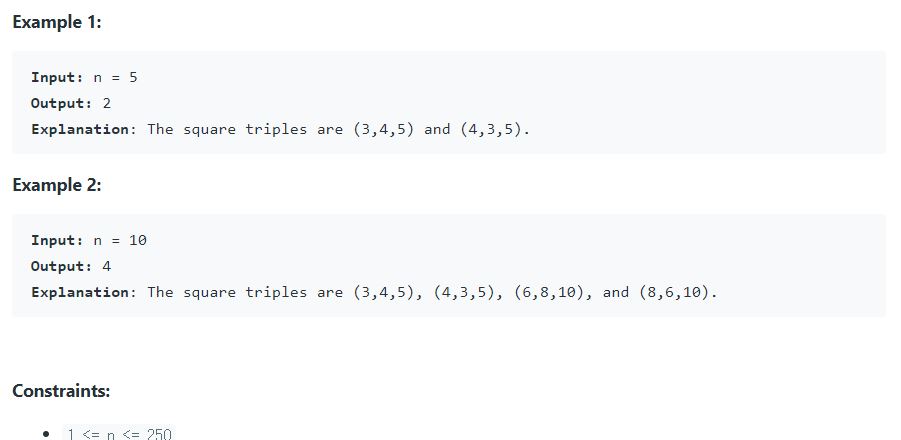 Example 1:
Input: n = 5
Output: 2
Explanation: The square triples are (3,4,5) and (4,3,5).
Example 2:
Input: n = 10
Output: 4
Explanation: The square triples are (3,4,5), (4,3,5), (6,8,10), and (8,6,10).
Constraints:
• 1 <= n <= 250